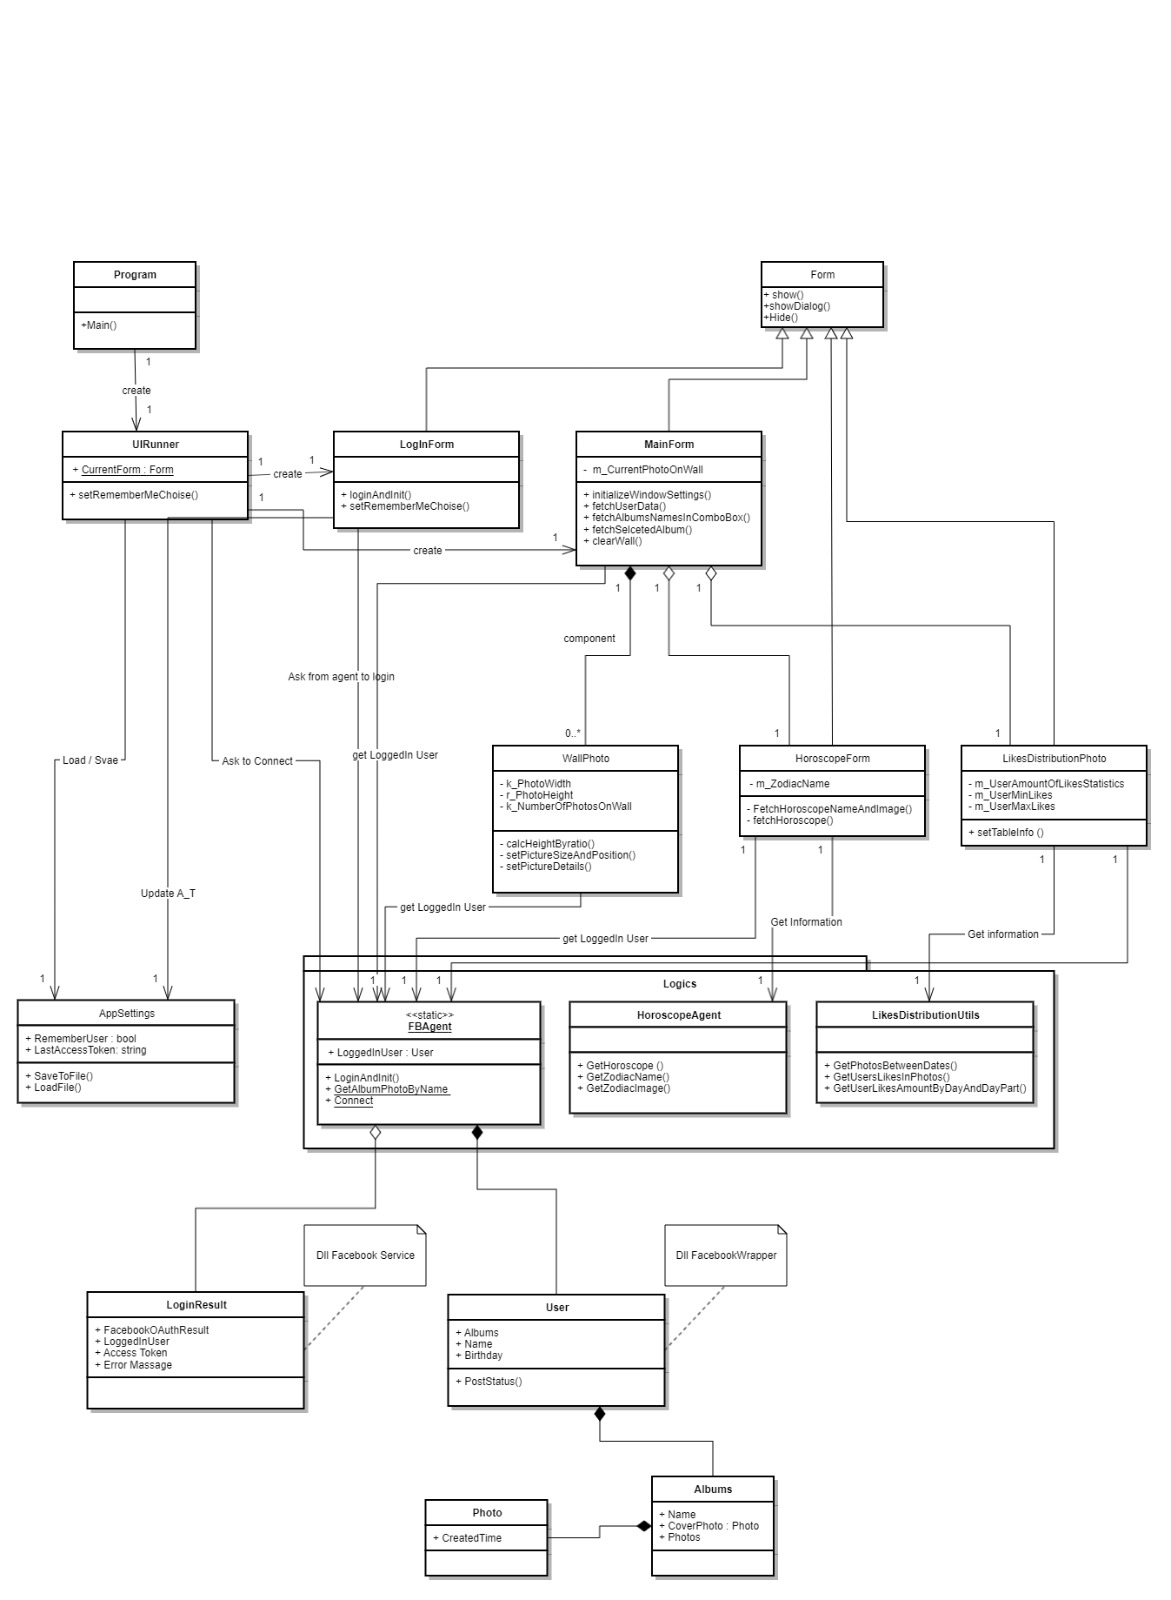 Program
+Main()
Form
+ show()
+showDialog()
+Hide()
1
create
1
UIRunner
+ CurrentForm : Form
+ setRememberMeChoise()
1
create
1
1
LogInForm
+ loginAndInit()
+ setRememberMeChoise()
MainForm
- m_CurrentPhotoOnWall
+ initializeWindowSettings()
+ fetchUserData()
+ fetchAlbumsNamesInComboBox()
+ fetchSelcetedAlbum()
+ clearWall()
create
1
1
1
1
component
Ask from agent to login
0..*
1
1
get LoggedIn User
Load / Svae
Ask to Connect
WallPhoto
- k_PhotoWidth
- r_PhotoHeight
- k_NumberOfPhotosOnWall
- calcHeightByratio()
- setPictureSizeAndPosition()
- setPictureDetails()
HoroscopeForm
- m_ZodiacName
- FetchHoroscopeNameAndImage()
- fetchHoroscope()
LikesDistributionPhoto
- m_UserAmountOfLikesStatistics
- m_UserMinLikes
- m_UserMaxLikes
+ setTableInfo ()
1
1
1
1
Update A_T
get LoggedIn User
Get Information
get LoggedIn User
Get information
1
1
1
1
1
1
1
Logics
AppSettings
+ RememberUser : bool
+ LastAccessToken: string
+ SaveToFile()
+ LoadFile()
<<static>>
FBAgent
+ LoggedInUser : User
+ LoginAndInit()
+ GetAlbumPhotoByName
+ Connect
HoroscopeAgent
+ GetHoroscope ()
+ GetZodiacName()
+ GetZodiacImage()
LikesDistributionUtils
+ GetPhotosBetweenDates()
+ GetUsersLikesInPhotos()
+ GetUserLikesAmountByDayAndDayPart()
Dll Facebook Service
Dll FacebookWrapper
LoginResult
+ FacebookOAuthResult
+ LoggedInUser
+ Access Token
+ Error Massage
User
+ Albums
+ Name
+ Birthday
+ PostStatus()
Photo
+ CreatedTime
Albums
+ Name
+ CoverPhoto : Photo
+ Photos